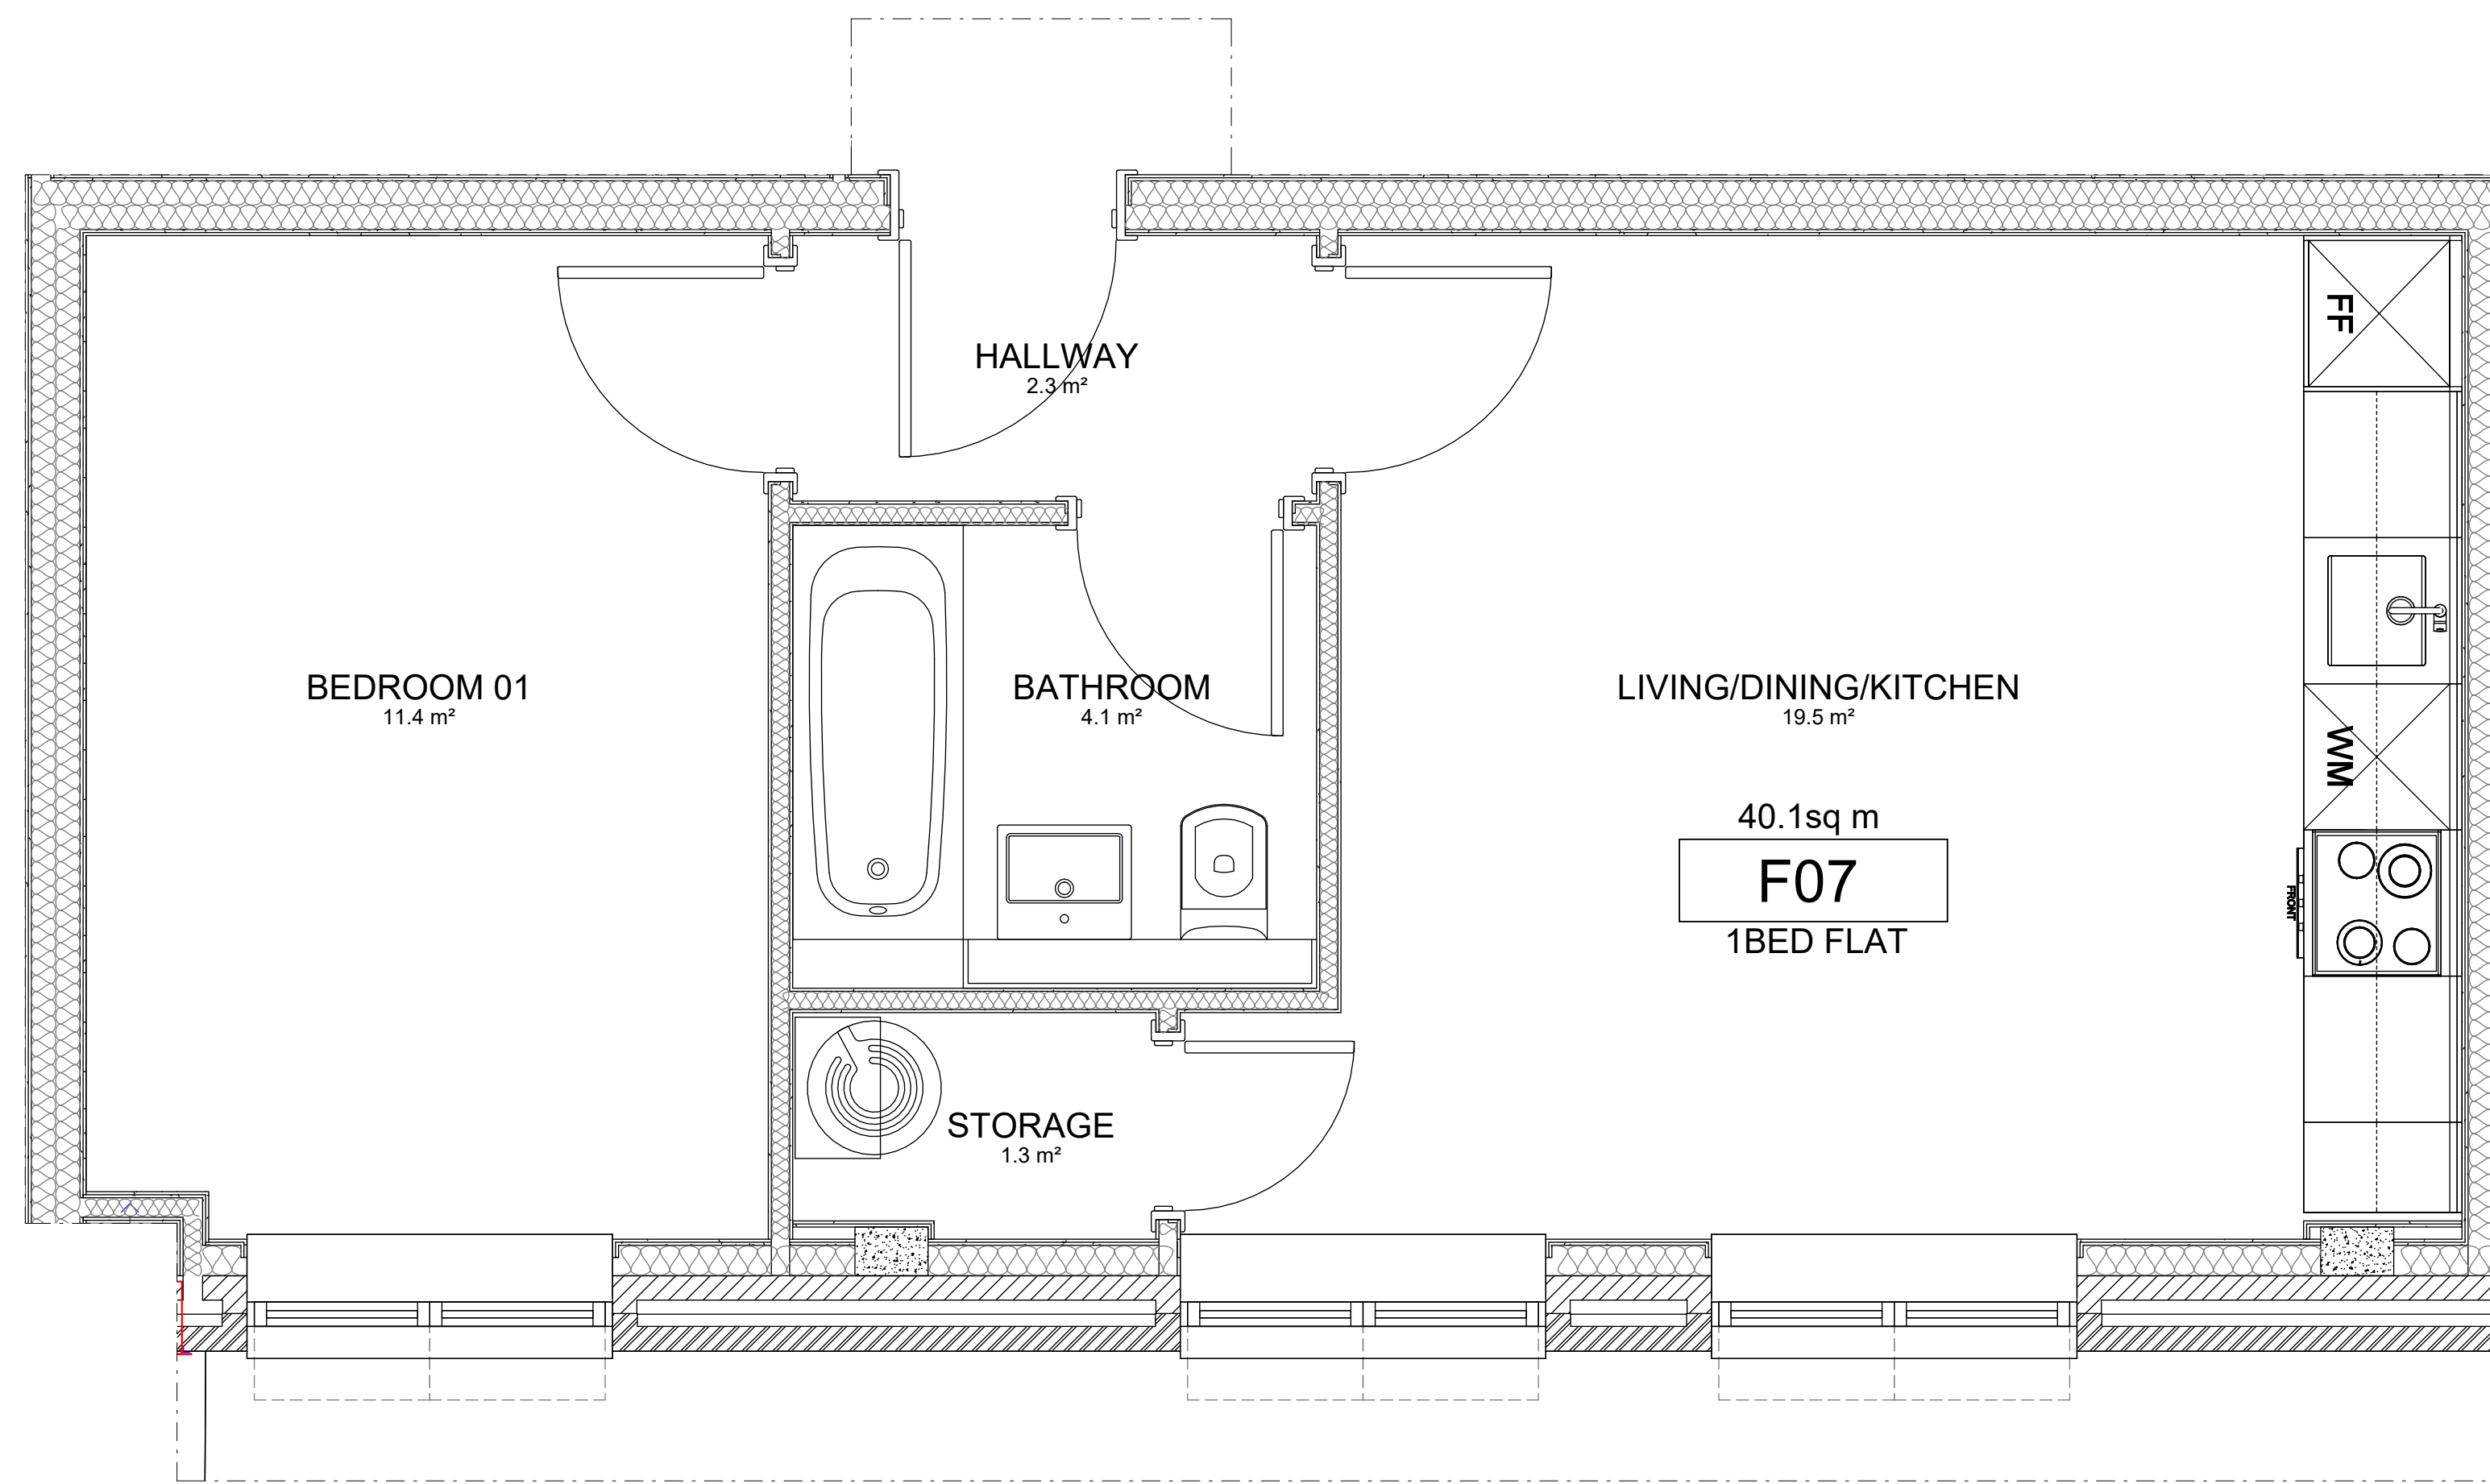 HALLWAY
2.3 m²
FF
BEDROOM 01
11.4 m²
BATHROOM
4.1 m²
LIVING/DINING/KITCHEN
19.5 m²
WM
40.1sq m
F07
1BED FLAT
FRONT
STORAGE
1.3 m²